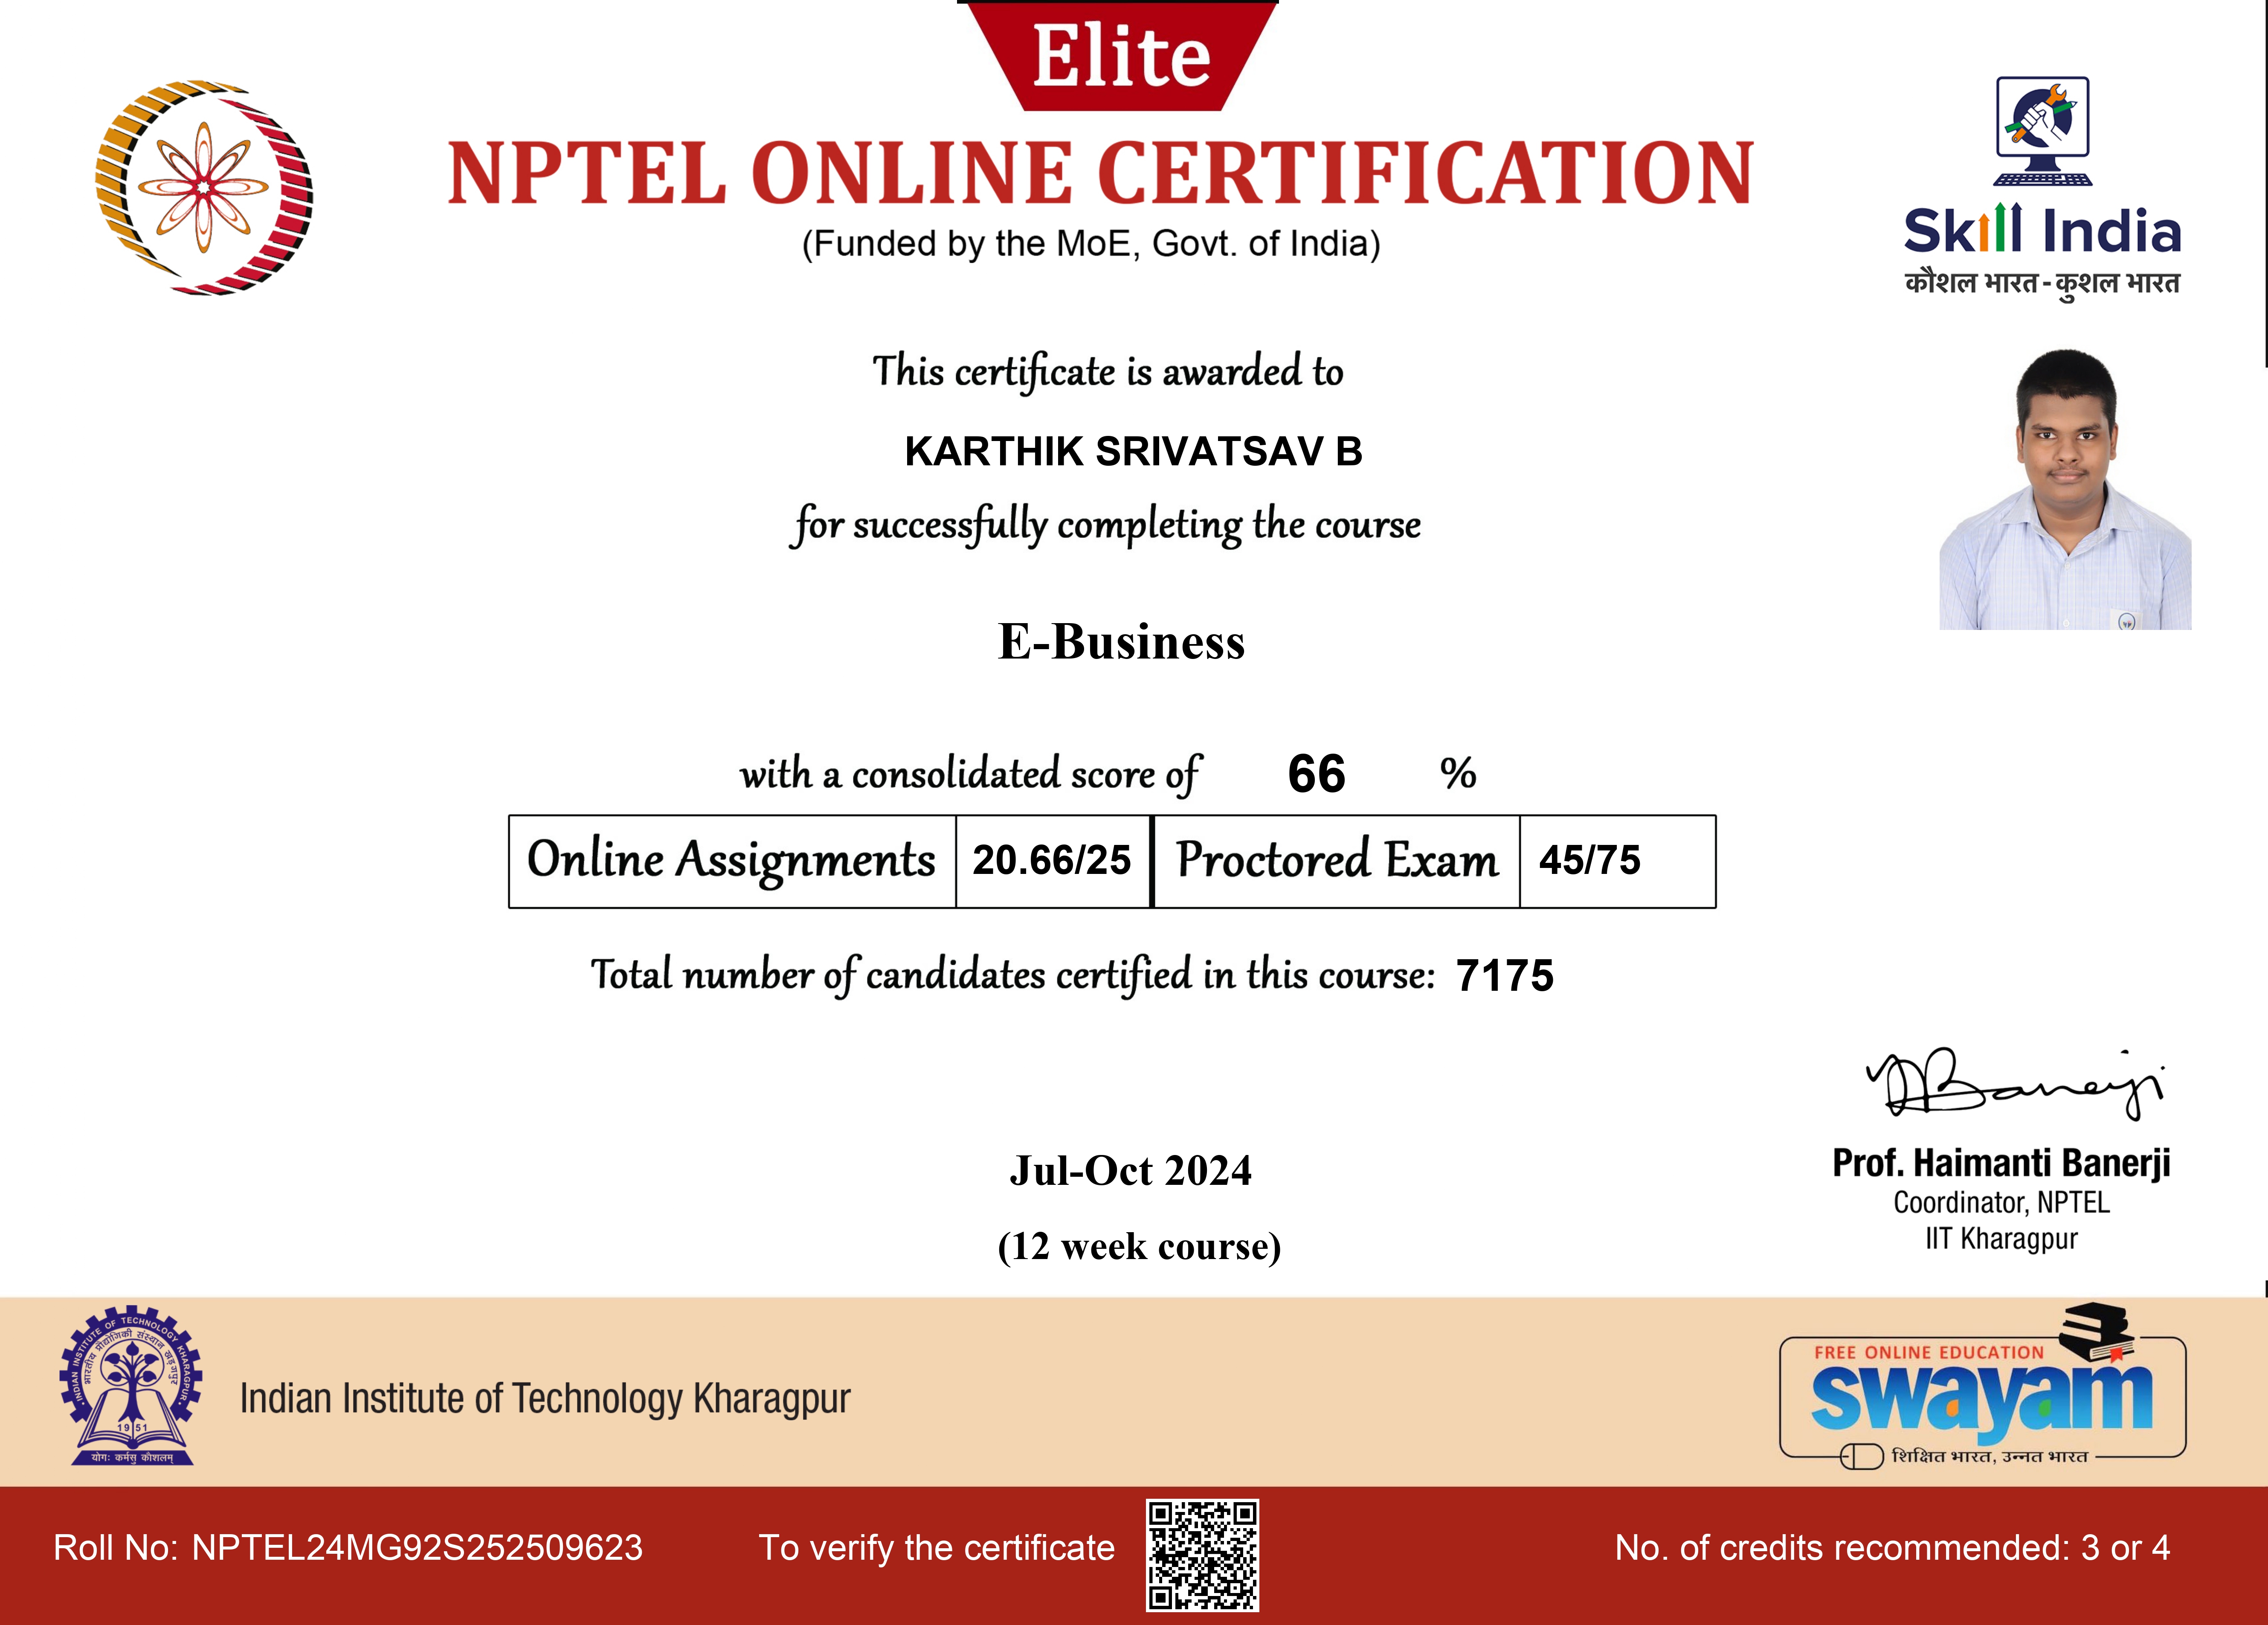 Elite
NPTEL ONLINE CERTIFICATION
(Funded by the MoE, Govt. of India)
Skill India
कौशल भारत - कुशल भारत
This certificate is awarded to
KARTHIK SRIVATSAV B
for successfully completing the course
E-Business
with a consolidated score of 66 %
Online Assignments 20.66/25 Proctored Exam 45/75
Total number of candidates certified in this course: 7175
Banerji
Prof. Haimanti Banerji
Coordinator, NPTEL
IIT Kharagpur
Jul-Oct 2024
(12 week course)
INDIAN INSTITUTE OF TECHNOLOGY KHARAGPUR
भारतीय प्रौद्योगिकी संस्थान खड़गपुर
1951
योगः कर्मसु कौशलम्
Indian Institute of Technology Kharagpur
FREE ONLINE EDUCATION
swayam
शिक्षित भारत, उन्नत भारत
Roll No: NPTEL24MG92S252509623
To verify the certificate
No. of credits recommended: 3 or 4